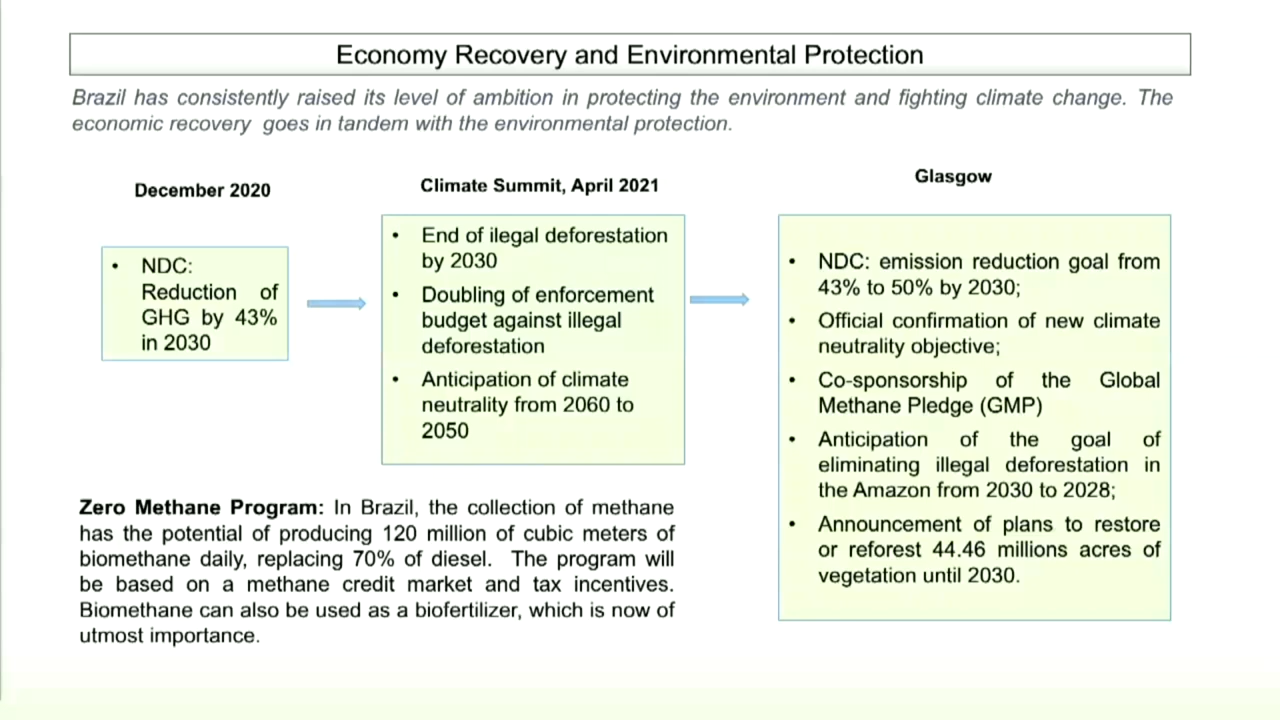 Economy Recovery and Environmental Protection
Brazil has consistently raised its level of ambition in protecting the environment and fighting climate change. The
economic recovery goes in tandem with the environmental protection.
December 2020
• NDC:
Reduction of
GHG by 43%
in 2030
Climate Summit, April 2021
• End of ilegal deforestation
by 2030
• Doubling of enforcement
budget against illegal
deforestation
• Anticipation of climate
neutrality from 2060 to
2050
Glasgow
• NDC: emission reduction goal from
43% to 50% by 2030;
• Official confirmation of new climate
neutrality objective;
• Co-sponsorship of the Global
Methane Pledge (GMP)
• Anticipation of the goal of
eliminating illegal deforestation in
the Amazon from 2030 to 2028;
• Announcement of plans to restore
or reforest 44.46 millions acres of
vegetation until 2030.
Zero Methane Program: In Brazil, the collection of methane
has the potential of producing 120 million of cubic meters of
biomethane daily, replacing 70% of diesel. The program will
be based on a methane credit market and tax incentives.
Biomethane can also be used as a biofertilizer, which is now of
utmost importance.